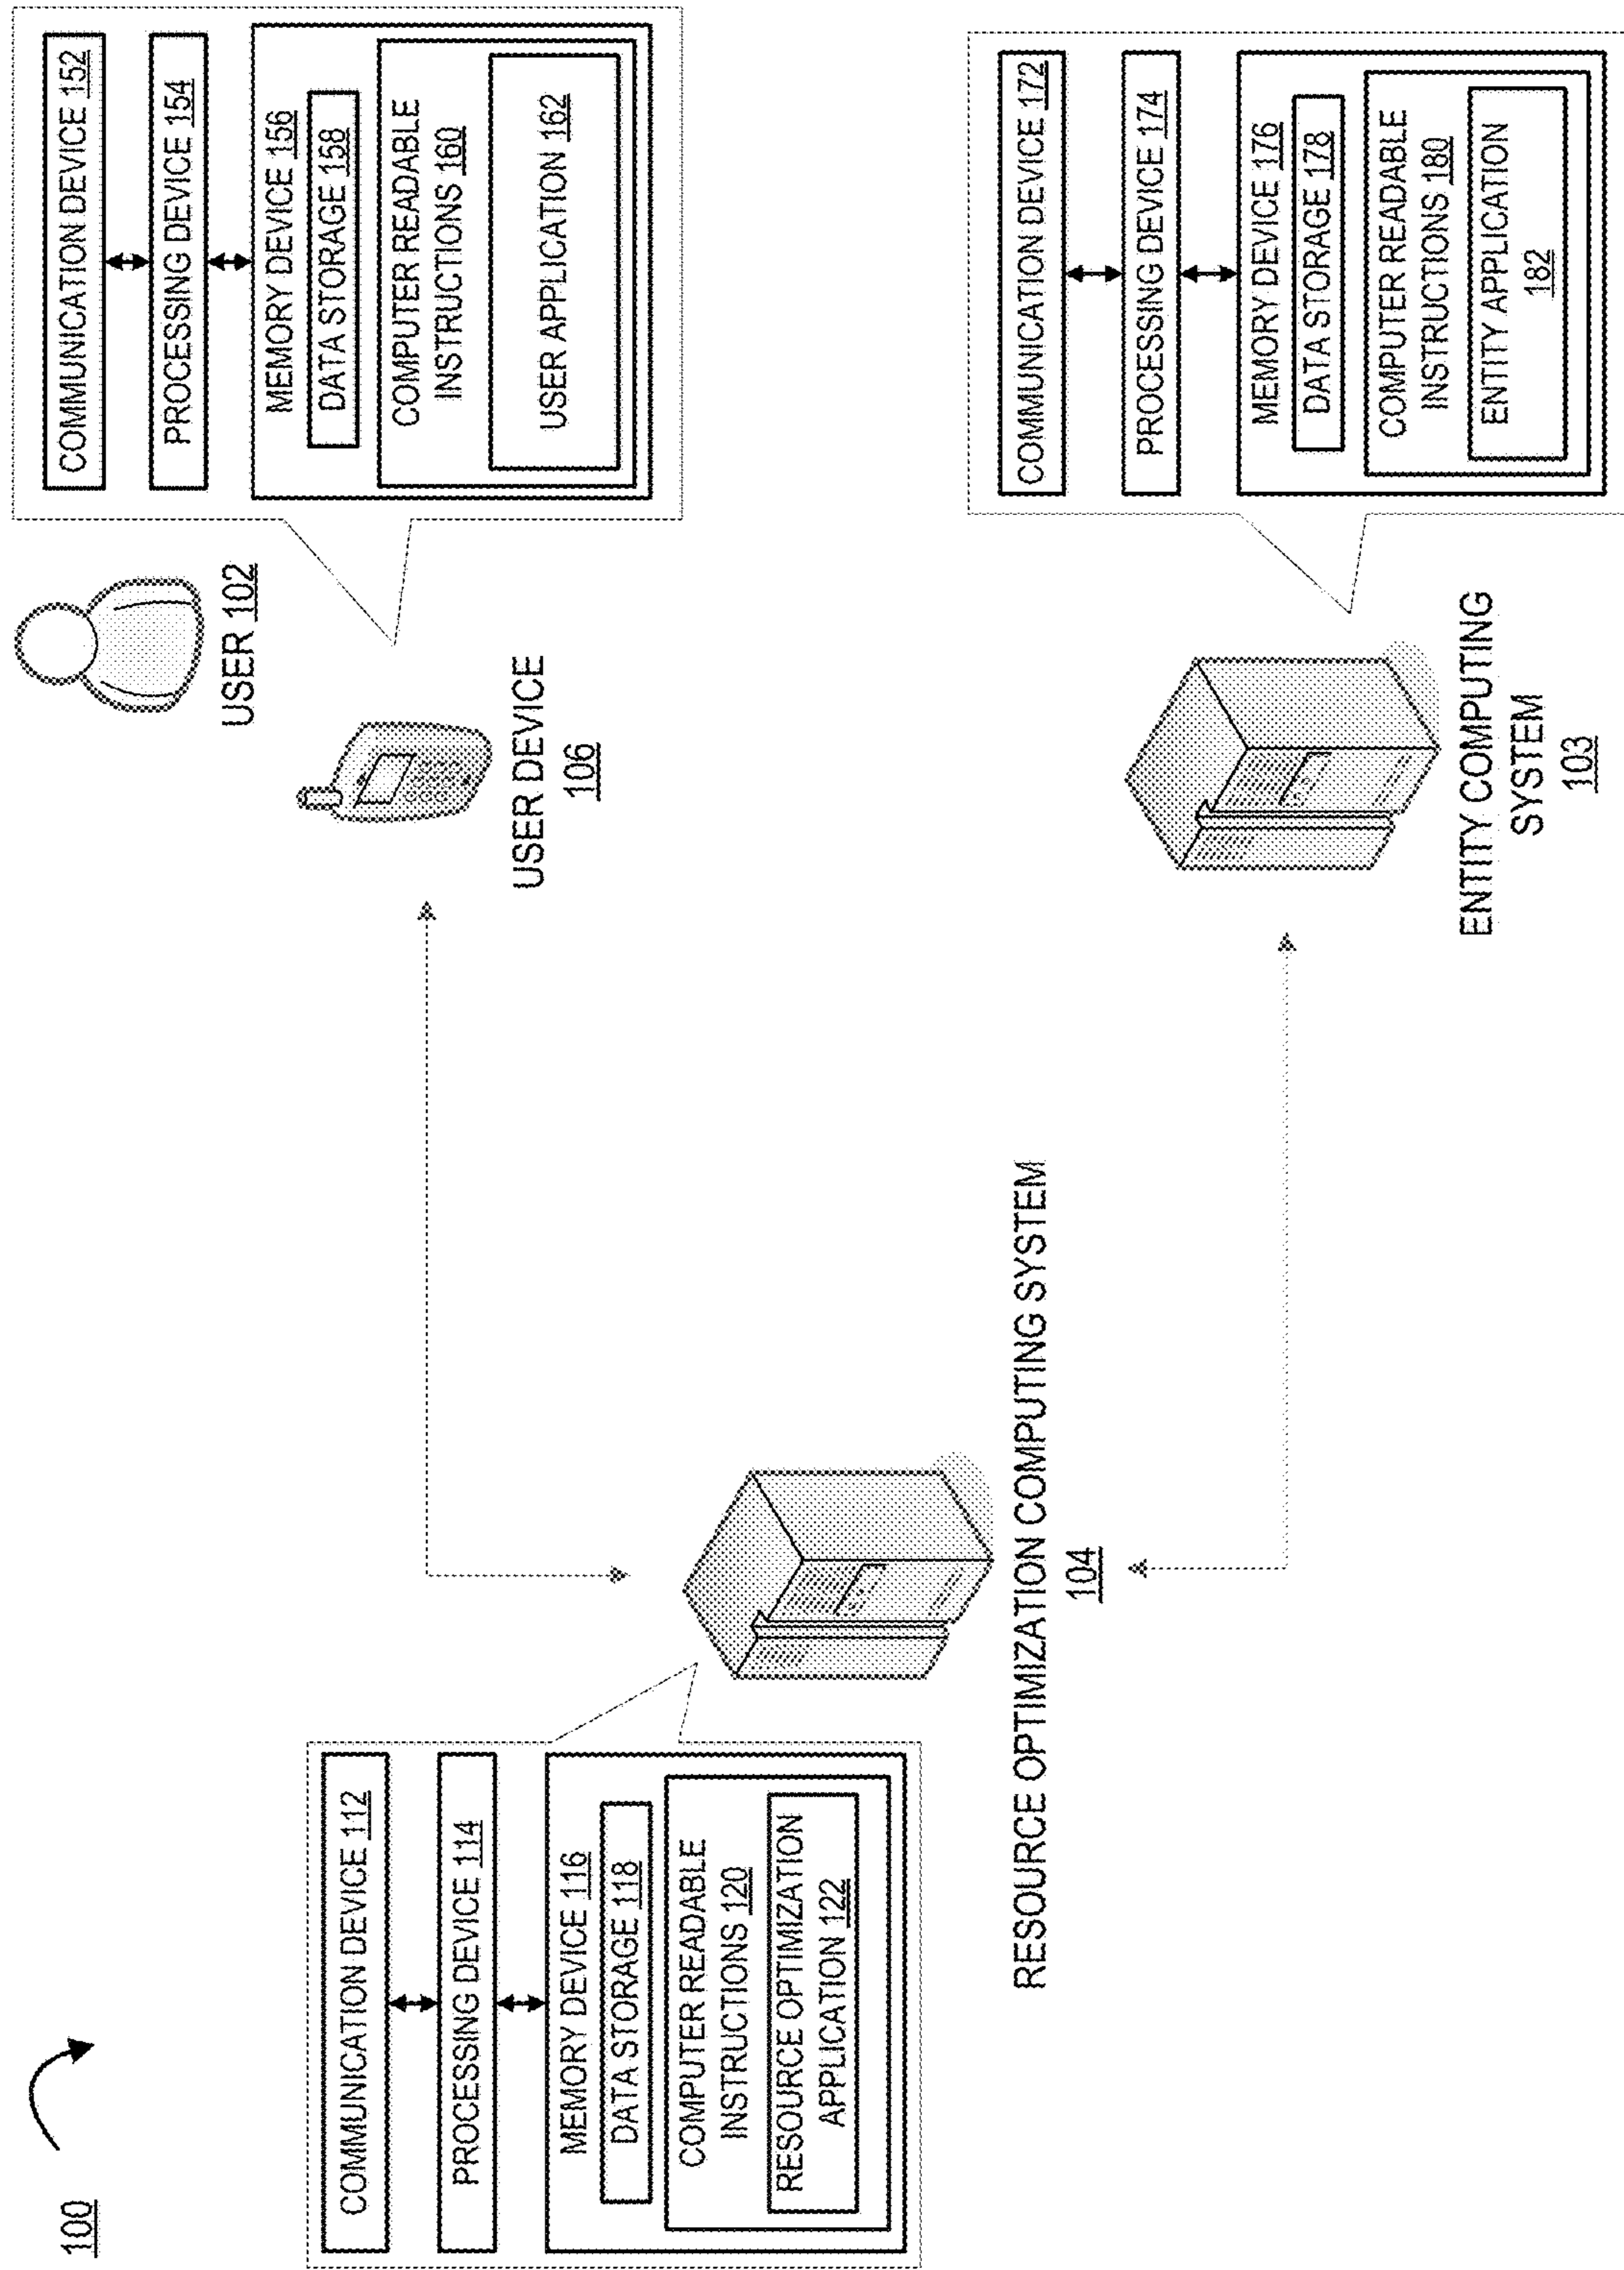 100
COMMUNICATION DEVICE 112
PROCESSING DEVICE 114
MEMORY DEVICE 116
DATA STORAGE 118
COMPUTER READABLE
INSTRUCTIONS 120
RESOURCE OPTIMIZATION
APPLICATION 122
RESOURCE OPTIMIZATION COMPUTING SYSTEM
104
USER 102
USER DEVICE
106
COMMUNICATION DEVICE 152
PROCESSING DEVICE 154
MEMORY DEVICE 156
DATA STORAGE 158
COMPUTER READABLE
INSTRUCTIONS 160
USER APPLICATION 162
ENTITY COMPUTING
SYSTEM
103
COMMUNICATION DEVICE 172
PROCESSING DEVICE 174
MEMORY DEVICE 176
DATA STORAGE 178
COMPUTER READABLE
INSTRUCTIONS 180
ENTITY APPLICATION
182